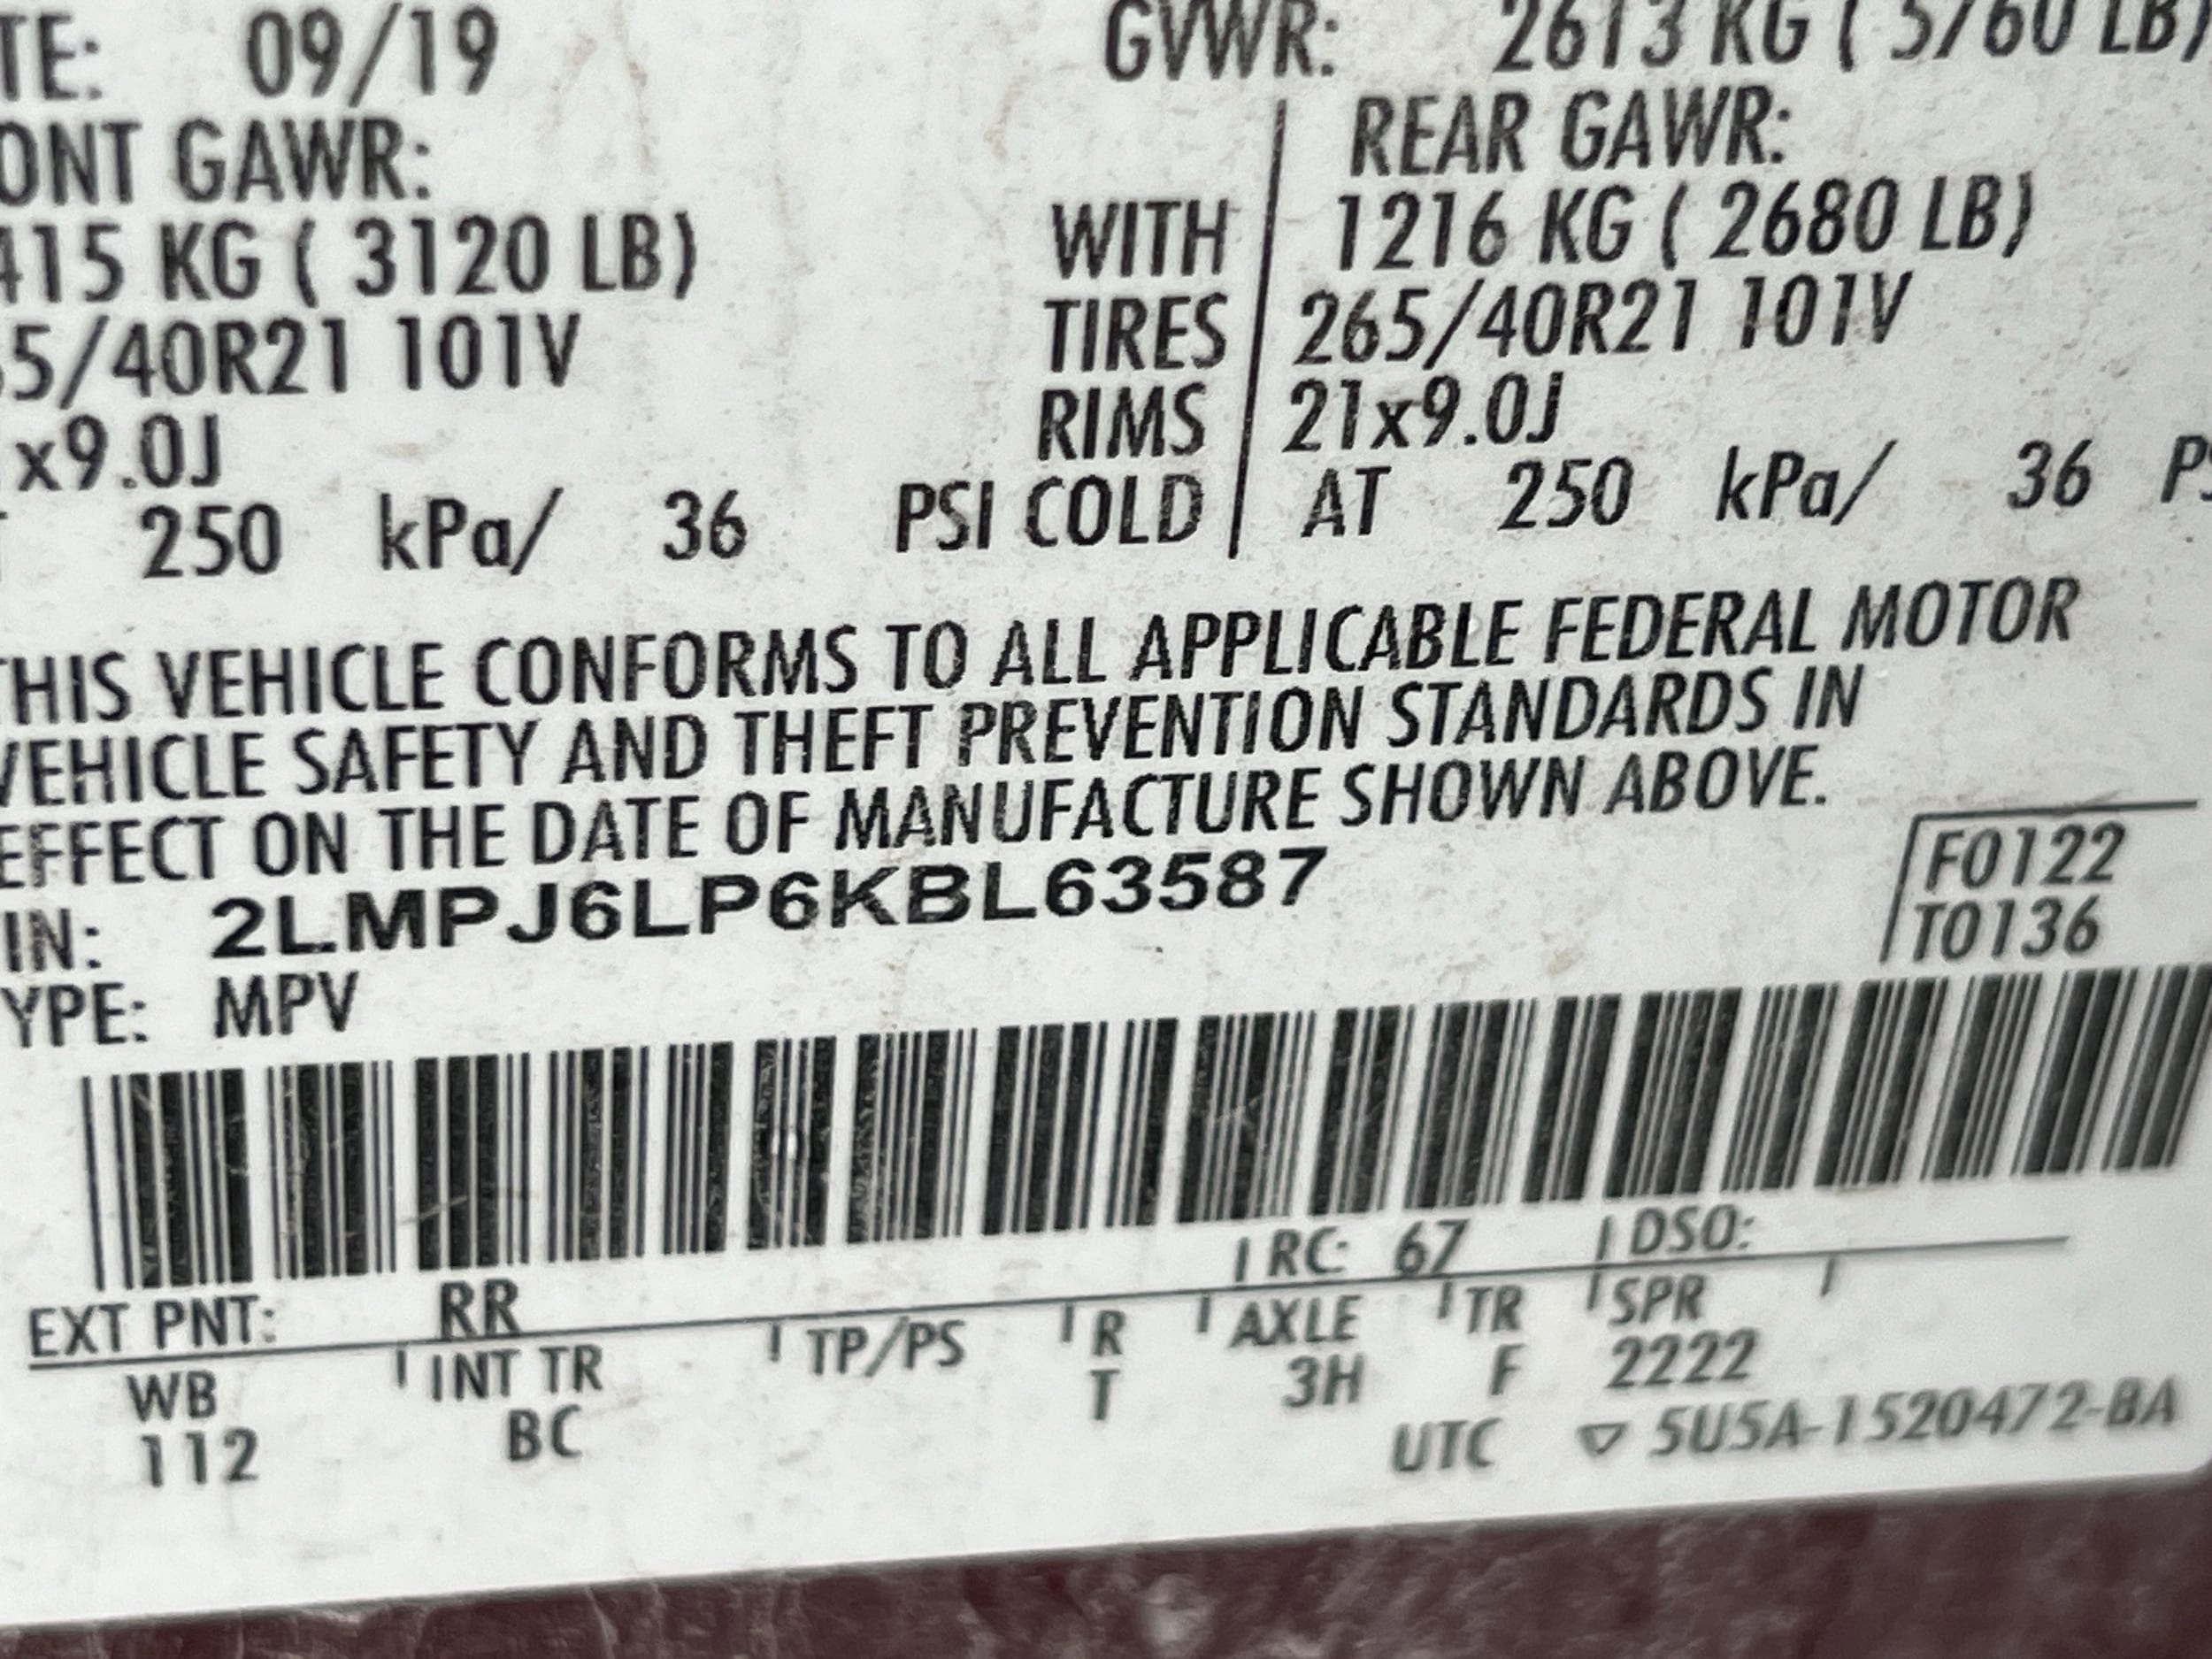 TE: 09/19 GVWR: 2613 KG ( 5760 LB)
ONT GAWR: REAR GAWR:
415 KG ( 3120 LB) WITH 1216 KG ( 2680 LB)
5/40R21 101V TIRES 265/40R21 101V
x9.0J RIMS 21x9.0J
250 kPa/ 36 PSI COLD AT 250 kPa/ 36 PS
THIS VEHICLE CONFORMS TO ALL APPLICABLE FEDERAL MOTOR
VEHICLE SAFETY AND THEFT PREVENTION STANDARDS IN
EFFECT ON THE DATE OF MANUFACTURE SHOWN ABOVE.
IN: 2LMPJ6LP6KBL63587
F0122
T0136
YPE: MPV
EXT PNT: RR RC: 67 DSO:
WB INT TR TP/PS R AXLE TR SPR
112 BC T 3H F 2222
UTC ▽ 5U5A-1520472-BA